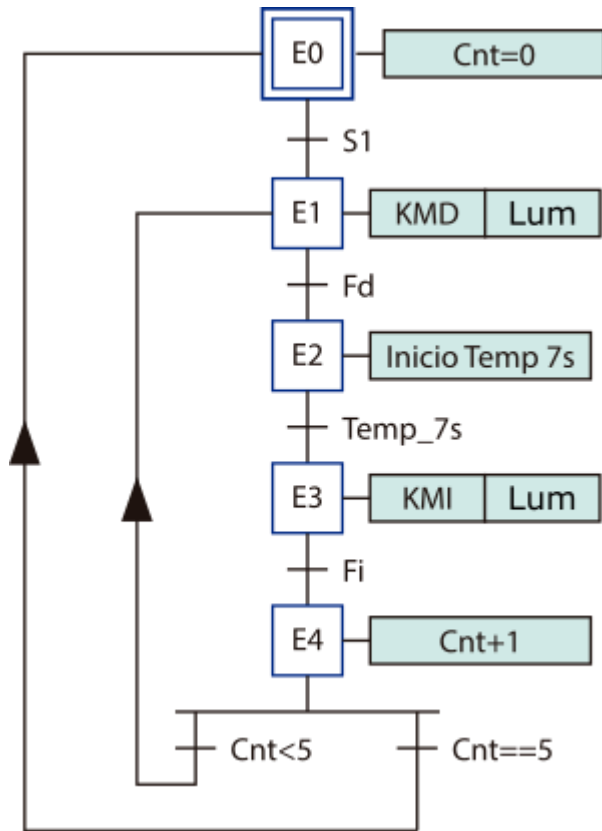 E0
Cnt=0
S1
E1
KMD
Lum
Fd
E2
Inicio Temp 7s
Temp_7s
E3
KMI
Lum
Fi
E4
Cnt+1
Cnt<5
Cnt==5